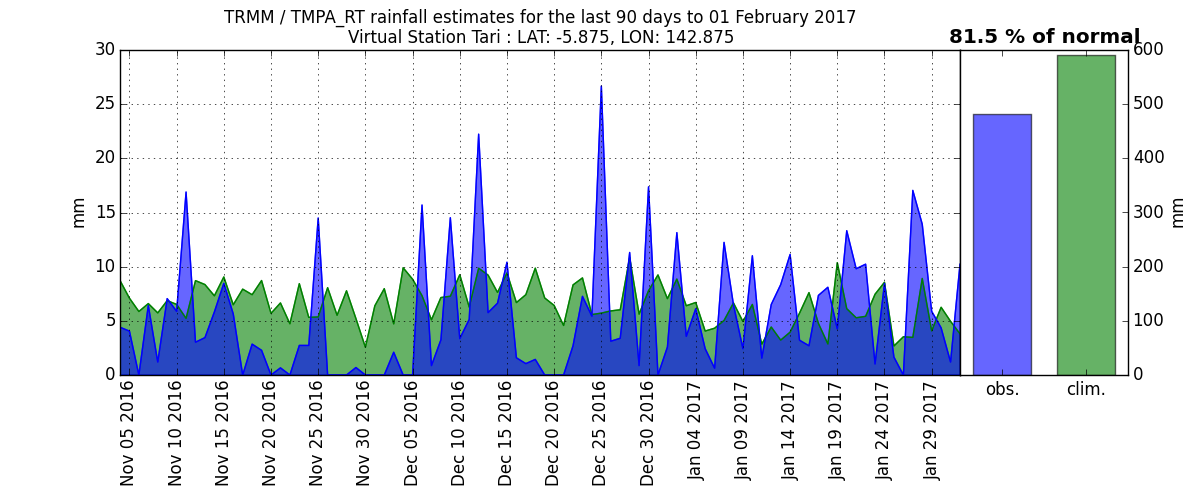 TRMM / TMPA_RT rainfall estimates for the last 90 days to 01 February 2017
Virtual Station Tari : LAT: -5.875, LON: 142.875
81.5 % of normal
30
25
20
15
10
5
0
mm
600
500
400
300
200
100
0
mm
Nov 05 2016
Nov 10 2016
Nov 15 2016
Nov 20 2016
Nov 25 2016
Nov 30 2016
Dec 05 2016
Dec 10 2016
Dec 15 2016
Dec 20 2016
Dec 25 2016
Dec 30 2016
Jan 04 2017
Jan 09 2017
Jan 14 2017
Jan 19 2017
Jan 24 2017
Jan 29 2017
obs.
clim.